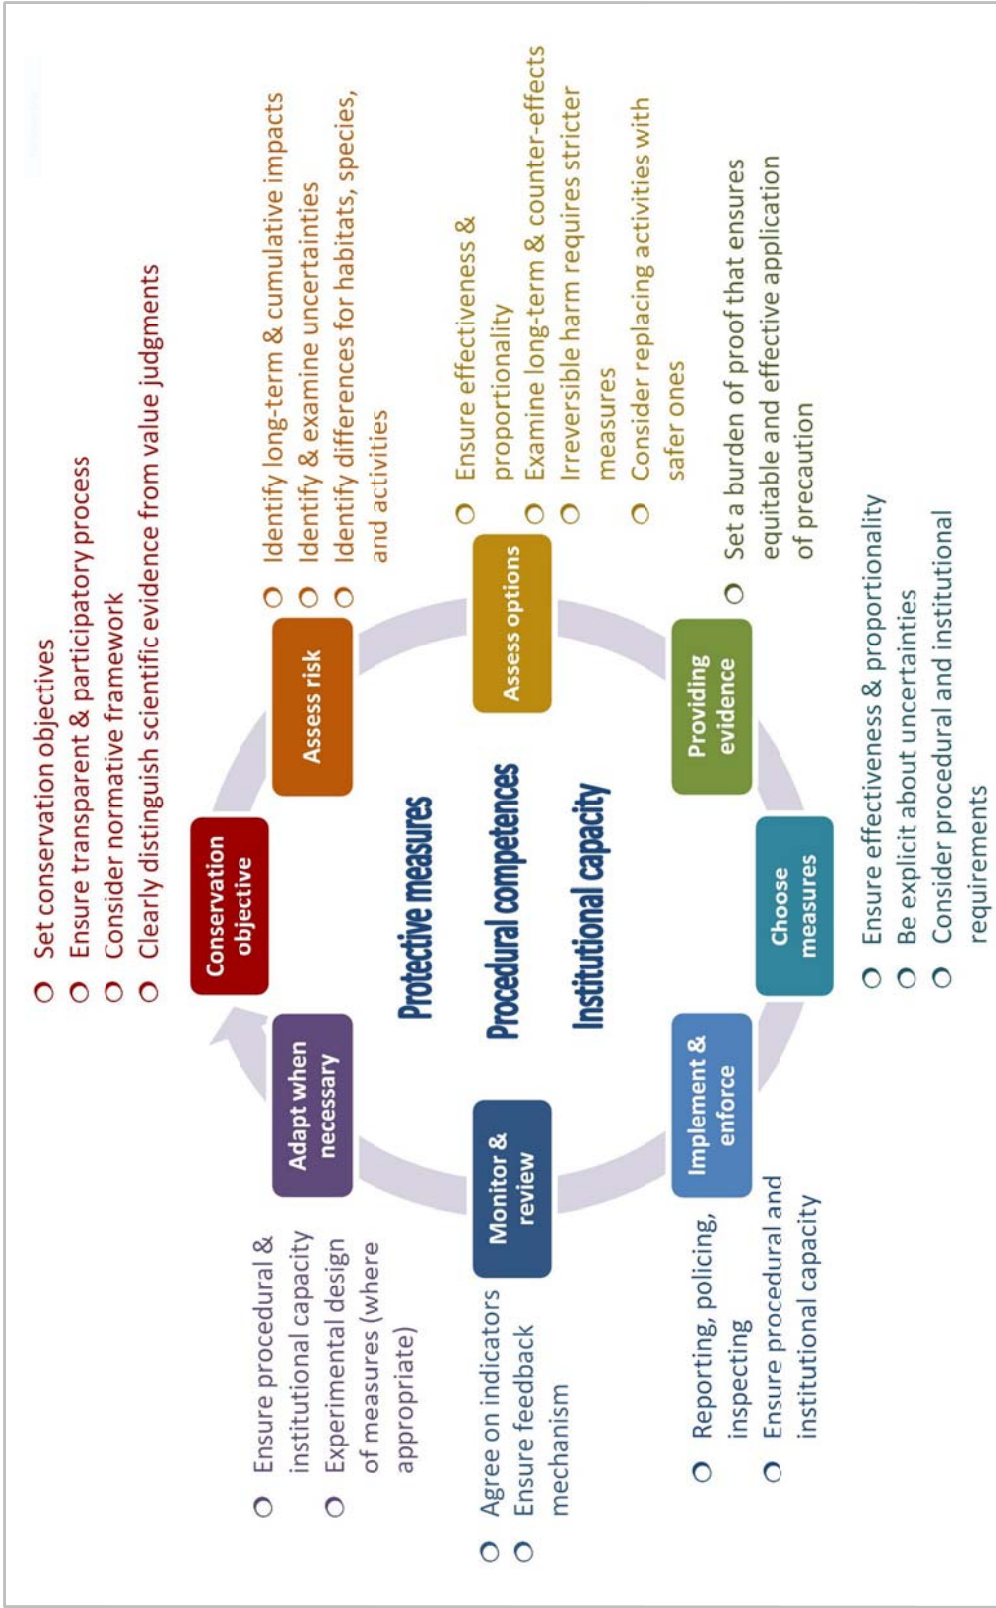 Set conservation objectives
Ensure transparent & participatory process
Consider normative framework
Clearly distinguish scientific evidence from value judgments
Conservation
objective
Assess risk
Identify long-term & cumulative impacts
Identify & examine uncertainties
Identify differences for habitats, species,
and activities
Assess options
Ensure effectiveness &
proportionality
Examine long-term & counter-effects
Irreversible harm requires stricter
measures
Consider replacing activities with
safer ones
Providing
evidence
Set a burden of proof that ensures
equitable and effective application
of precaution
Choose
measures
Ensure effectiveness & proportionality
Be explicit about uncertainties
Consider procedural and institutional
requirements
Implement &
enforce
Reporting, policing,
inspecting
Ensure procedural and
institutional capacity
Monitor &
review
Agree on indicators
Ensure feedback
mechanism
Adapt when
necessary
Ensure procedural &
institutional capacity
Experimental design
of measures (where
appropriate)
Protective measures
Procedural competences
Institutional capacity